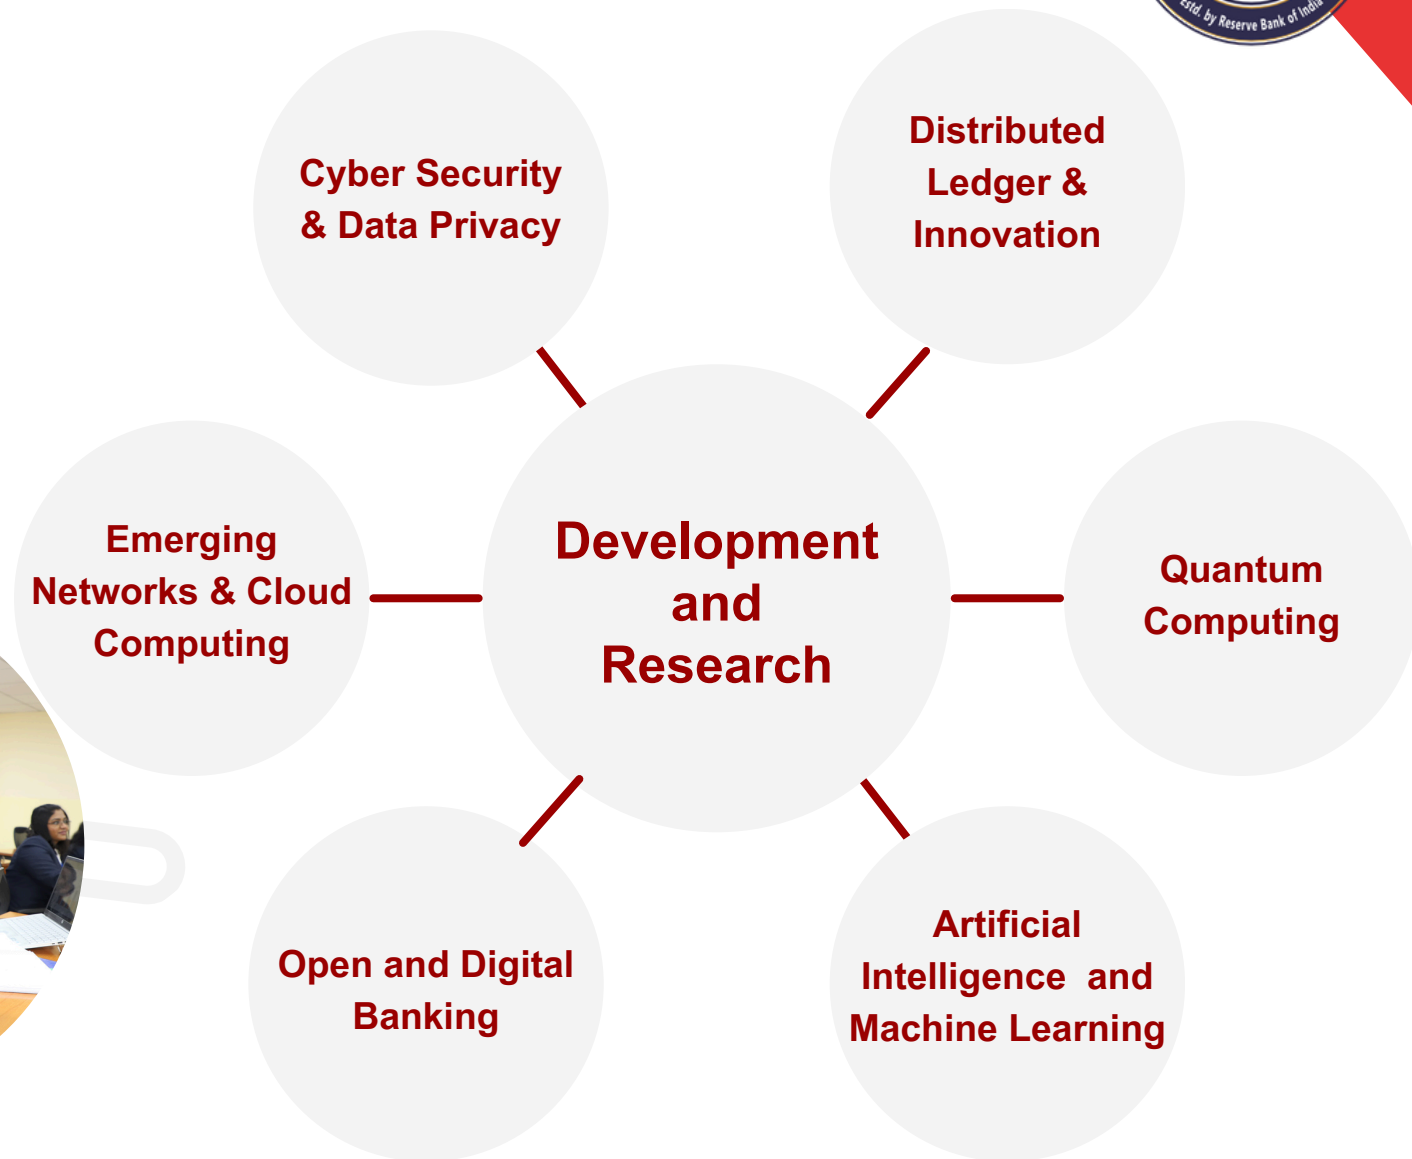 Estd. by Reserve Bank of India
Cyber Security
& Data Privacy
Distributed
Ledger &
Innovation
Emerging
Networks & Cloud
Computing
Development
and
Research
Quantum
Computing
Open and Digital
Banking
Artificial
Intelligence  and
Machine Learning